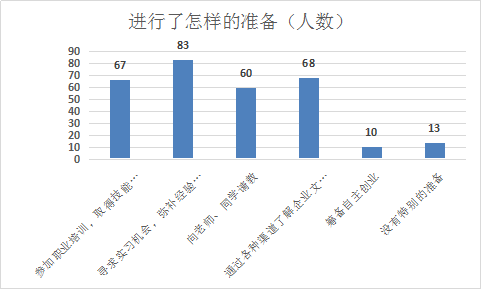 进行了怎样的准备（人数）
90
80
70
60
50
40
30
20
10
0
67
83
60
68
10
13
参加职业培训，取得技能…
寻求实习机会，弥补经验…
向老师、同学请教
通过各种渠道了解企业文…
筹备自主创业
没有特别的准备